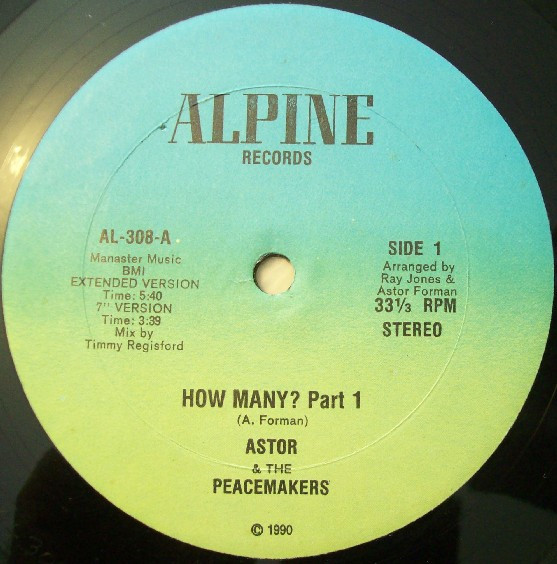 ALPINE
RECORDS
AL-308-A
Manaster Music
BMI
EXTENDED VERSION
Time: 5:40
7" VERSION
Time: 3:39
Mix by
Timmy Regisford
SIDE 1
Arranged by
Ray Jones &
Astor Forman
33⅓ RPM
STEREO
HOW MANY? Part 1
(A. Forman)
ASTOR
& THE
PEACEMAKERS
© 1990